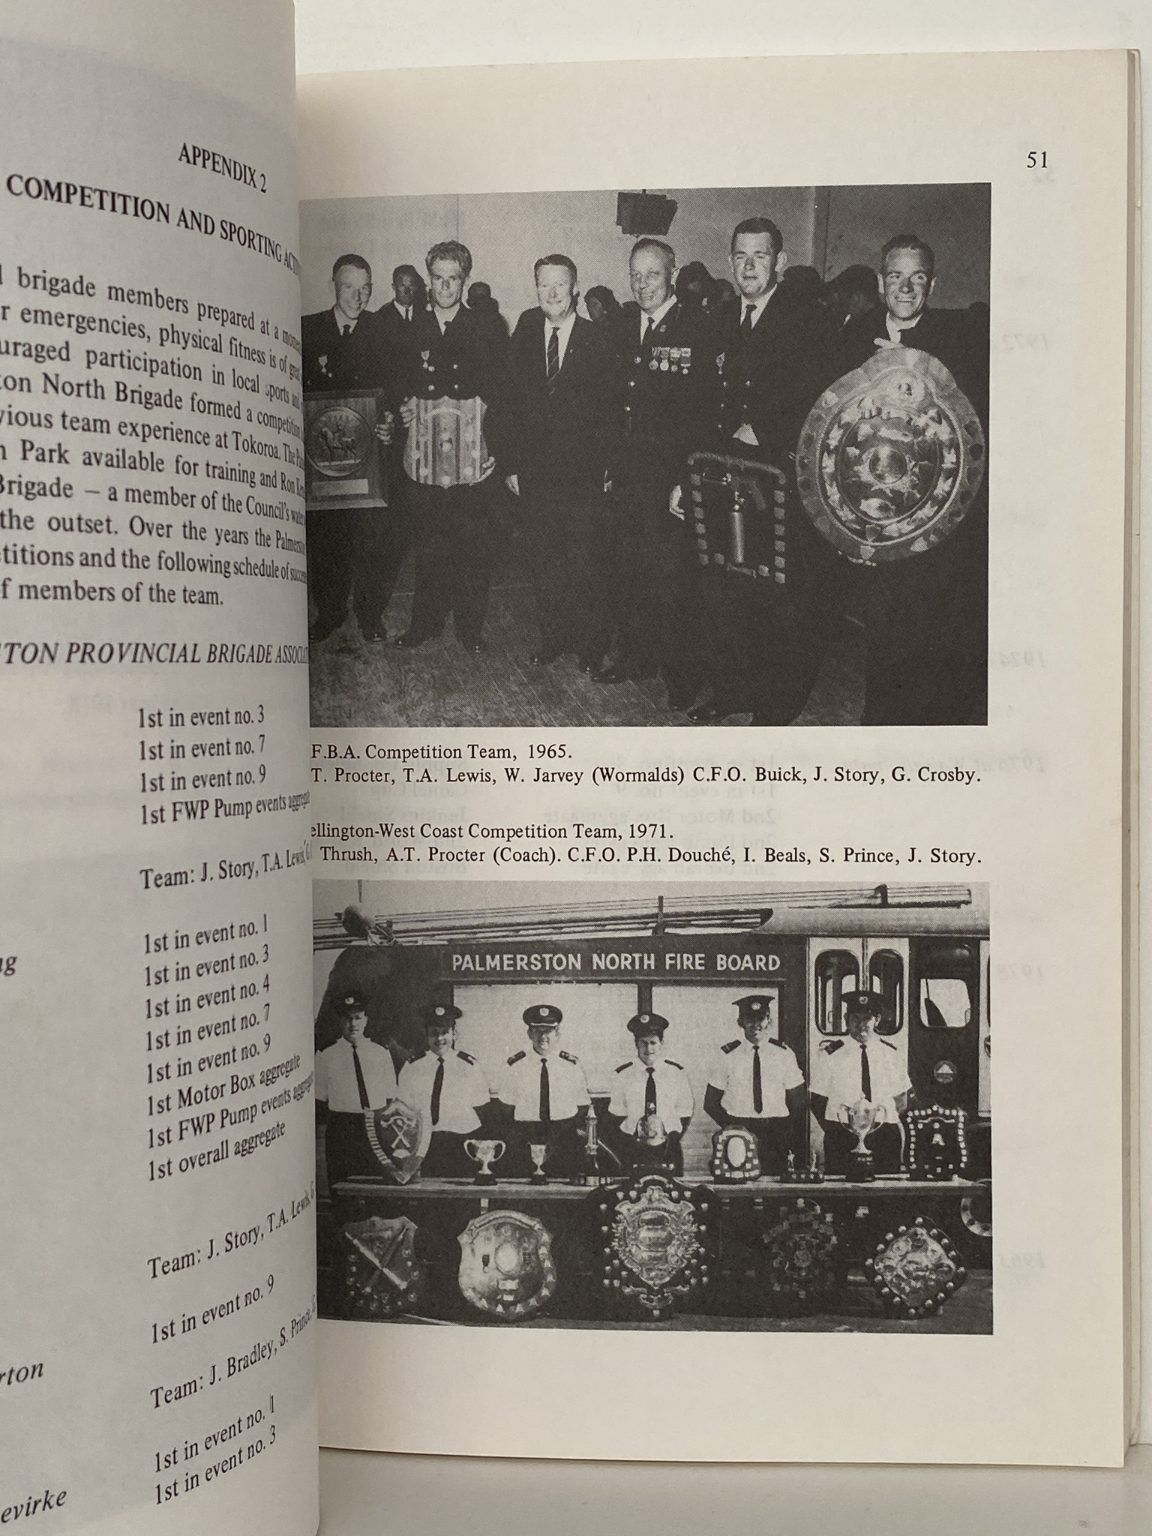 APPENDIX 2
COMPETITION AND SPORTING
brigade members prepared at a
emergencies, physical fitness is of
participation in local sports
North Brigade formed a competition
team experience at Tokoroa. The
Park available for training and Ron
Brigade – a member of the Council's
the outset. Over the years the
and the following schedule of
members of the team.
PROVINCIAL BRIGADE
1st in event no. 3
1st in event no. 7
1st in event no. 9
1st FWP Pump events
Team: J. Story, T.A. Lewis,
1st in event no. 1
1st in event no. 3
1st in event no. 4
1st in event no. 7
1st in event no. 9
1st Motor Box aggregate
1st FWP Pump events aggregate
1st overall aggregate
Team: J. Story, T.A. Lewis,
1st in event no. 9
Team: J. Bradley, S. Prince,
1st in event no. 1
1st in event no. 3
51
F.B.A. Competition Team, 1965.
T. Procter, T.A. Lewis, W. Jarvey (Wormalds) C.F.O. Buick, J. Story, G. Crosby.
ellington-West Coast Competition Team, 1971.
Thrush, A.T. Procter (Coach). C.F.O. P.H. Douché, I. Beals, S. Prince, J. Story.
PALMERSTON NORTH FIRE BOARD